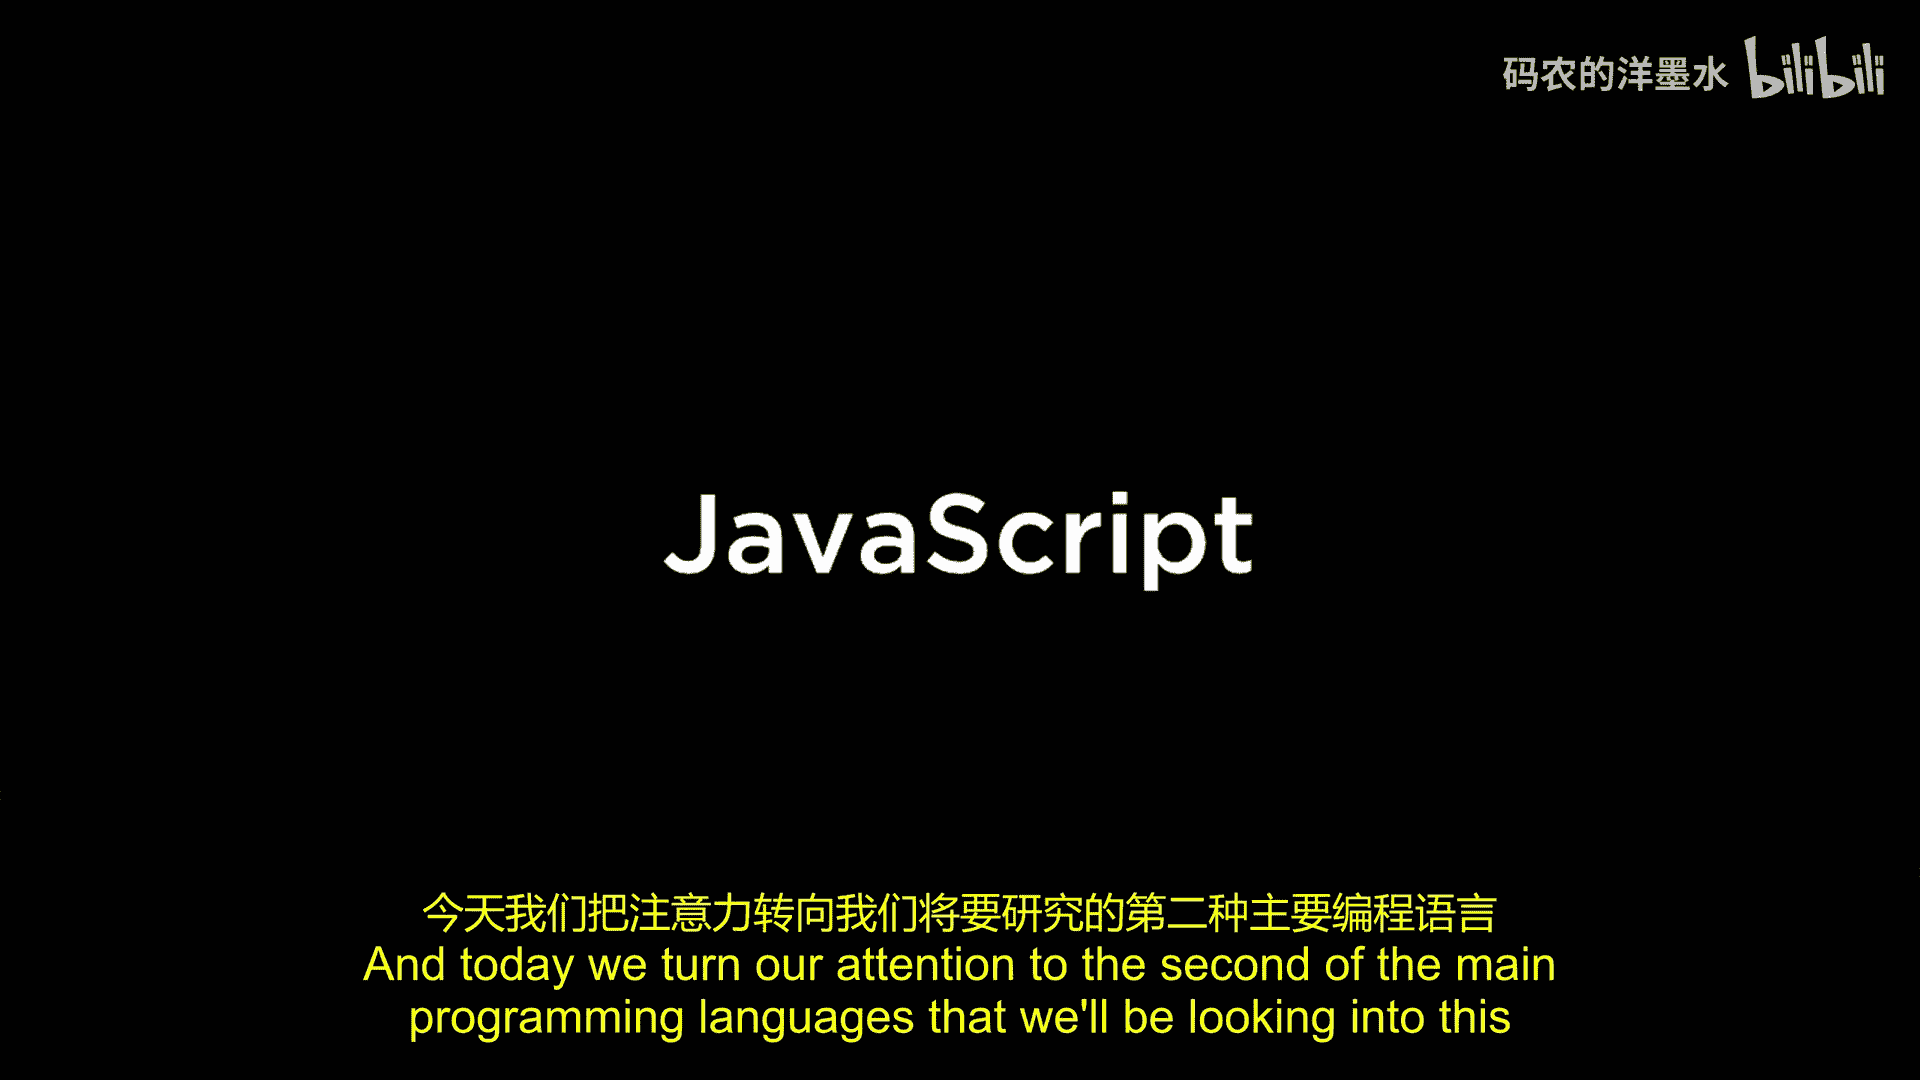 码农的洋墨水 bilibili
JavaScript
今天我们把注意力转向我们将要研究的第二种主要编程语言
And today we turn our attention to the second of the main
programming languages that we'll be looking into this